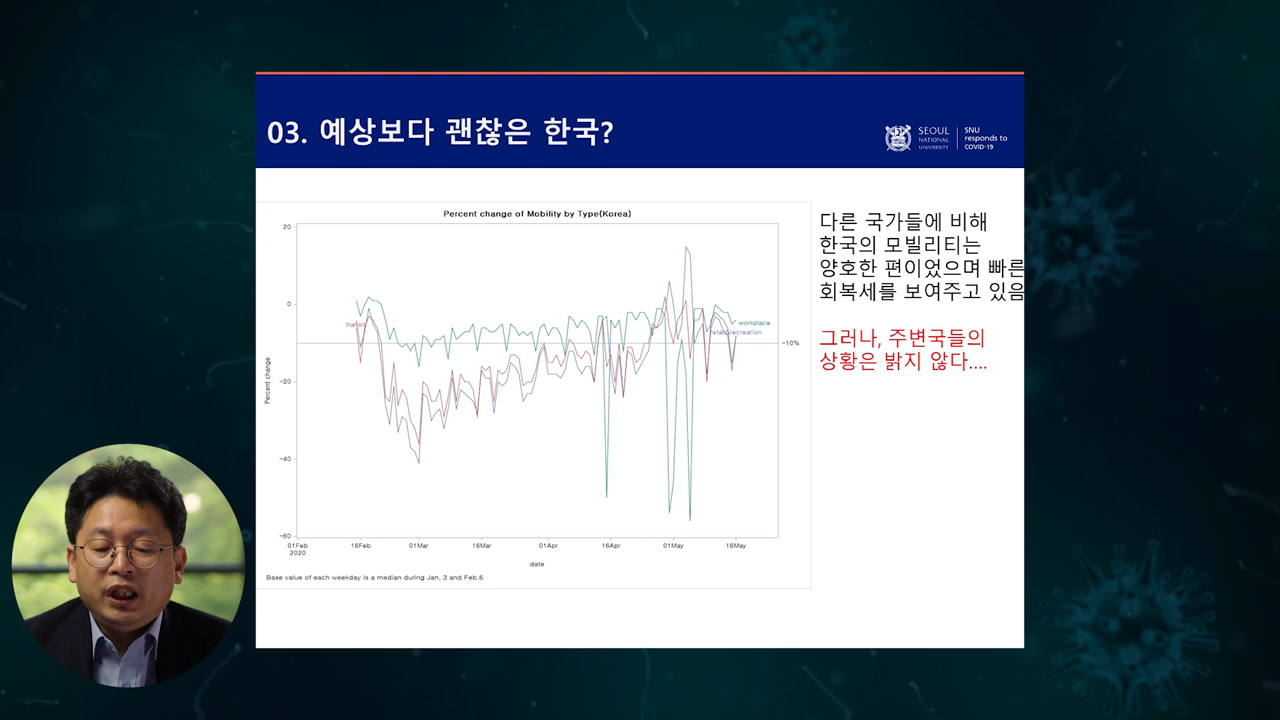 03. 예상보다 괜찮은 한국?
SEOUL
NATIONAL
UNIVERSITY
SNU
responds to
COVID-19
Percent change of Mobility by Type(Korea)
20
0
-20
-40
-60
Percent change
transit
workplace
retail/recreation
-10%
01Feb
2020
16Feb
01Mar
16Mar
01Apr
16Apr
01May
16May
date
Base value of each weekday is a median during Jan. 3 and Feb.6
다른 국가들에 비해
한국의 모빌리티는
양호한 편이었으며 빠른
회복세를 보여주고 있음
그러나, 주변국들의
상황은 밝지 않다....